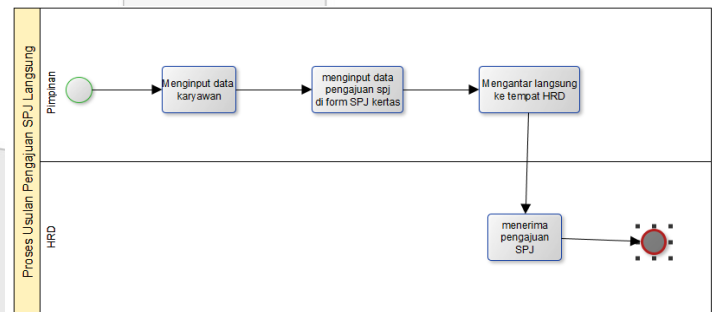 Proses Usulan Pengajuan SPJ Langsung
Pimpinan
Menginput data
karyawan
menginput data
pengajuan spj
di form SPJ kertas
Mengantar langsung
ke tempat HRD
HRD
menerima
pengajuan
SPJ